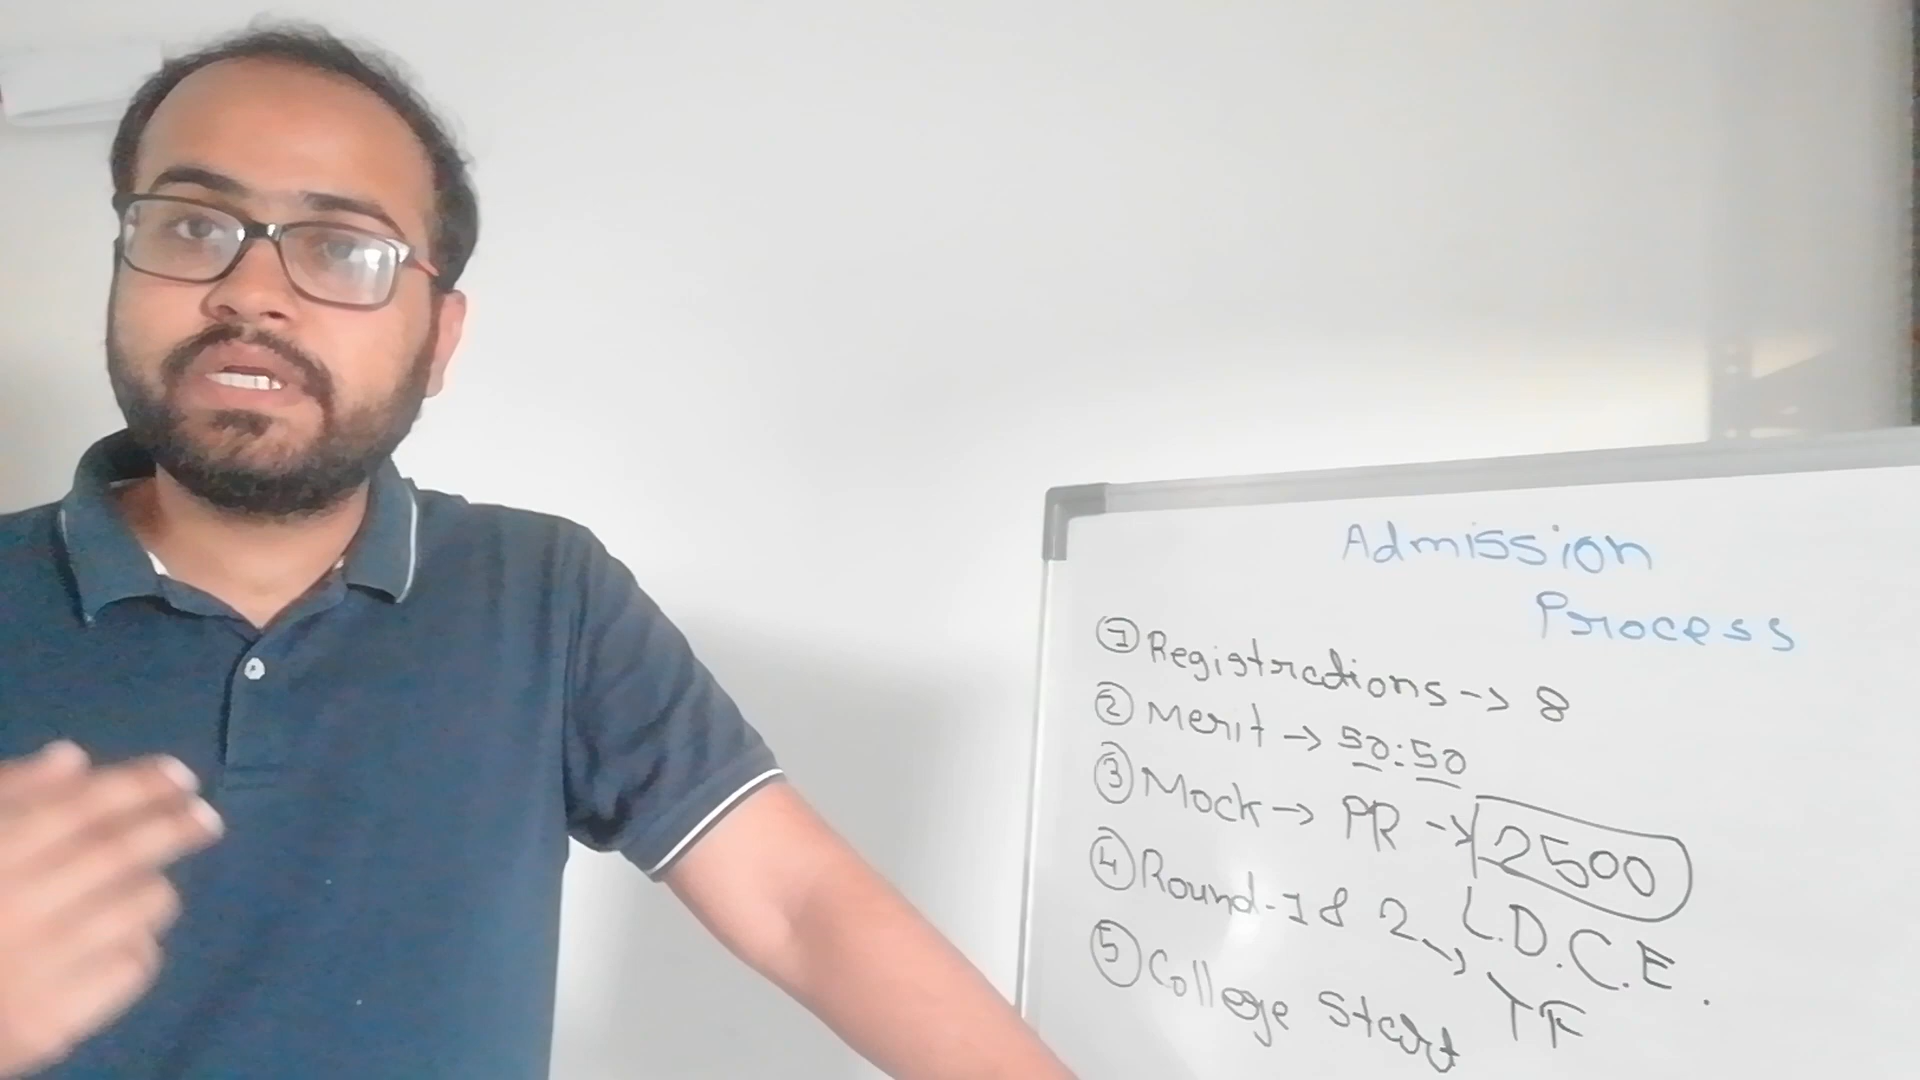 Admission
Process
① Registrations → 8
② Merit → 50:50
③ Mock → PR → 2500
④ Round-1 & 2 → L.D.C.E.
TF
⑤ College Start